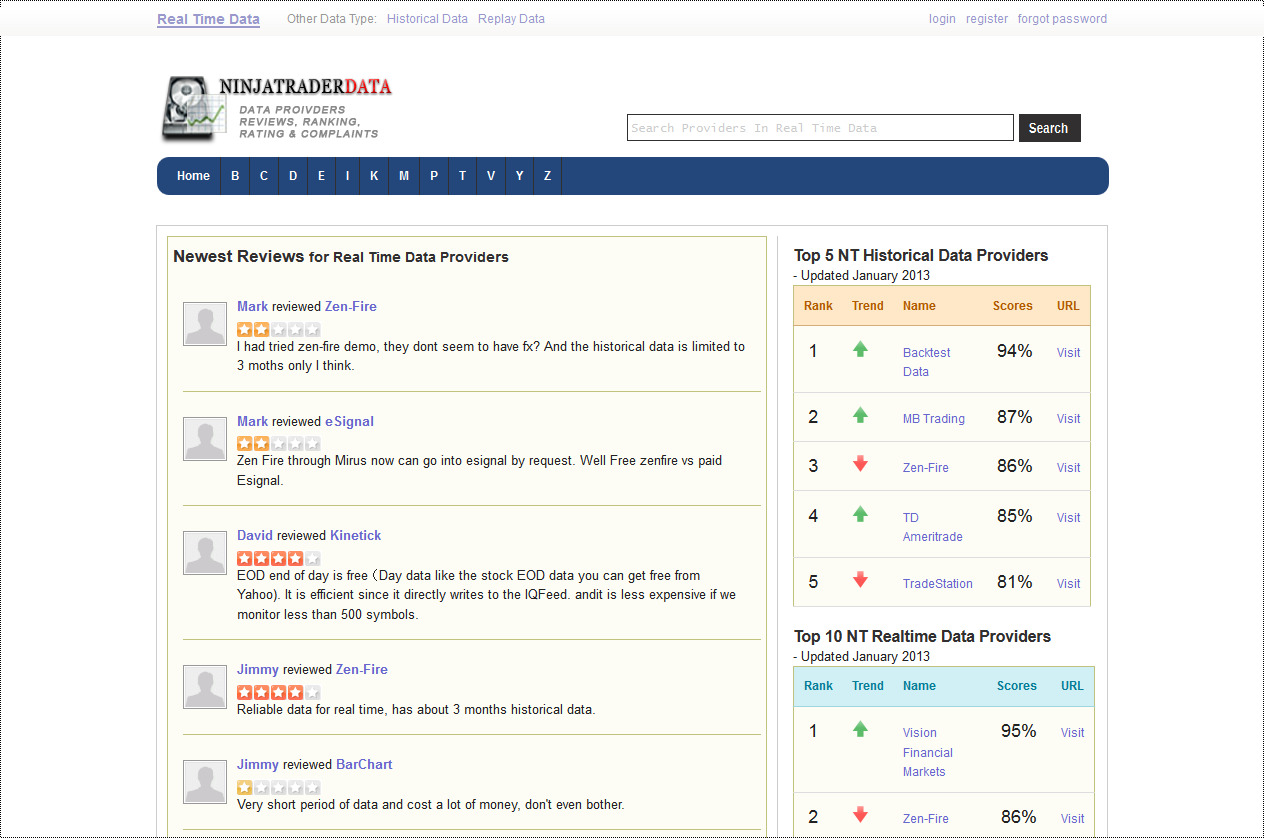 Real Time Data Other Data Type: Historical Data Replay Data login register forgot password
NINJATRADERDATA
DATA PROIVDERS
REVIEWS, RANKING,
RATING & COMPLAINTS
Search Providers In Real Time Data Search
Home B C D E I K M P T V Y Z
Newest Reviews for Real Time Data Providers
Mark reviewed Zen-Fire
I had tried zen-fire demo, they dont seem to have fx? And the historical data is limited to
3 moths only I think.
Mark reviewed eSignal
Zen Fire through Mirus now can go into esignal by request. Well Free zenfire vs paid
Esignal.
David reviewed Kinetick
EOD end of day is free (Day data like the stock EOD data you can get free from
Yahoo). It is efficient since it directly writes to the IQFeed. andit is less expensive if we
monitor less than 500 symbols.
Jimmy reviewed Zen-Fire
Reliable data for real time, has about 3 months historical data.
Jimmy reviewed BarChart
Very short period of data and cost a lot of money, don't even bother.
Top 5 NT Historical Data Providers
- Updated January 2013
Rank Trend Name Scores URL
1 Backtest Data 94% Visit
2 MB Trading 87% Visit
3 Zen-Fire 86% Visit
4 TD Ameritrade 85% Visit
5 TradeStation 81% Visit
Top 10 NT Realtime Data Providers
- Updated January 2013
Rank Trend Name Scores URL
1 Vision Financial Markets 95% Visit
2 Zen-Fire 86% Visit